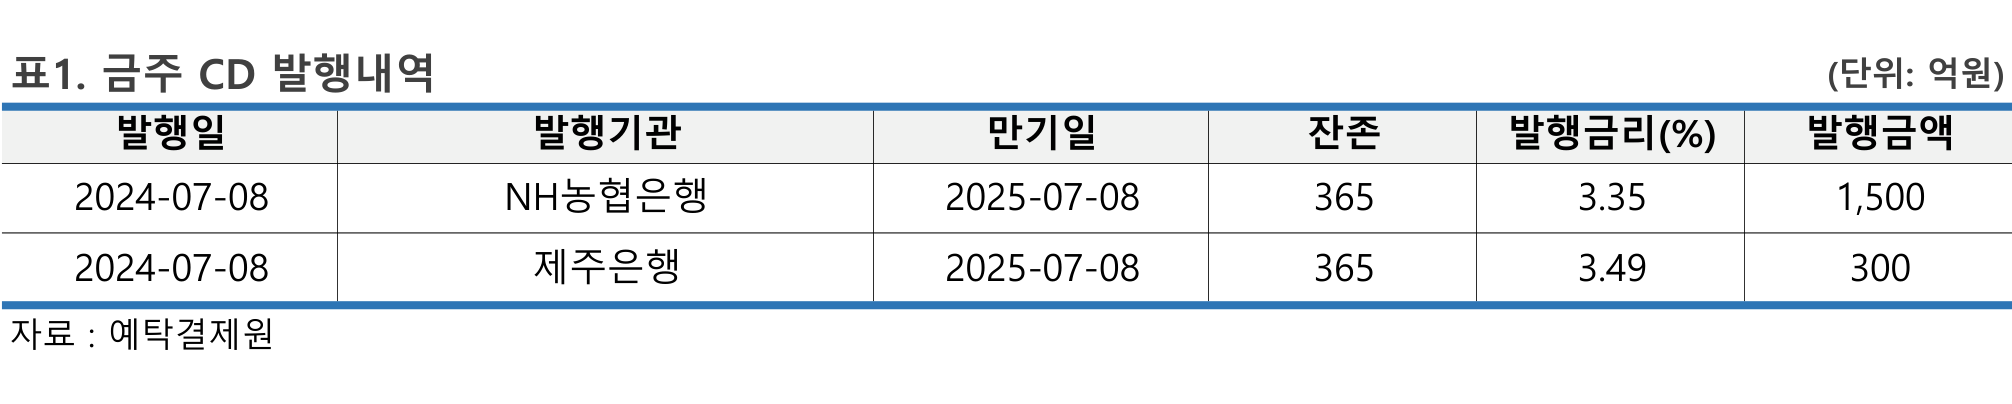 표1. 금주 CD 발행내역 (단위: 억원)
발행일 발행기관 만기일 잔존 발행금리(%) 발행금액
2024-07-08 NH농협은행 2025-07-08 365 3.35 1,500
2024-07-08 제주은행 2025-07-08 365 3.49 300
자료 : 예탁결제원